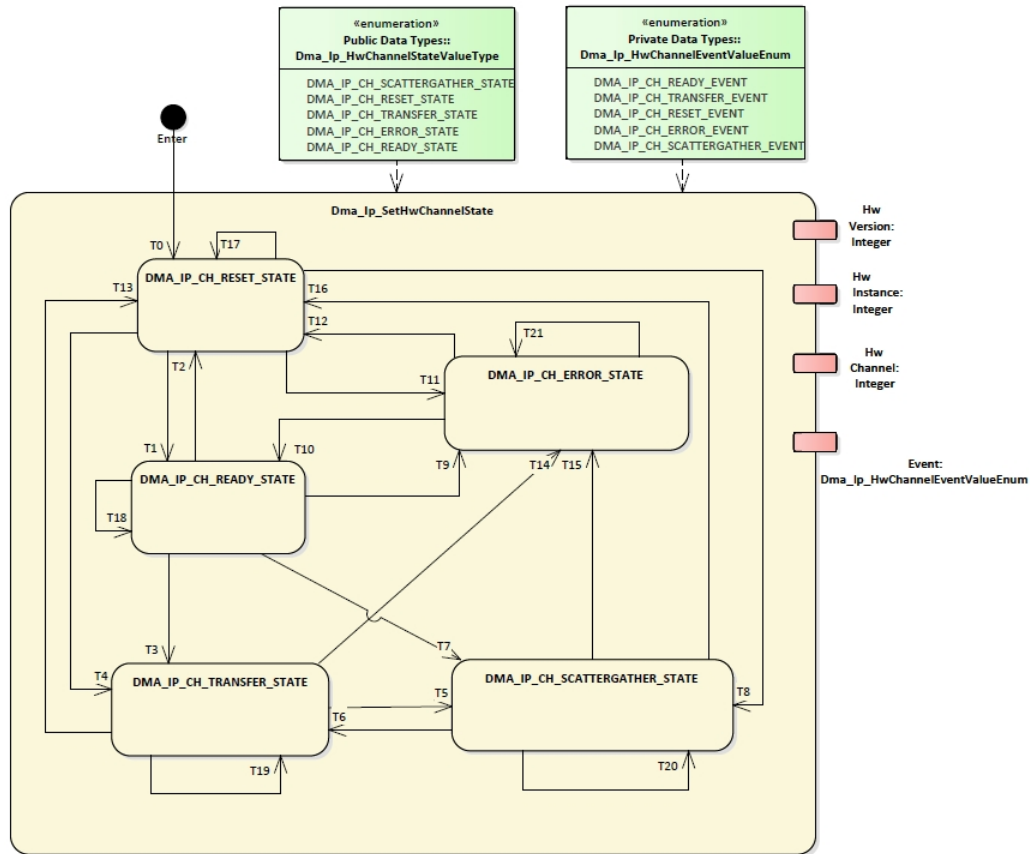 «enumeration»
Public Data Types::
Dma_Ip_HwChannelStateValueType
DMA_IP_CH_SCATTERGATHER_STATE
DMA_IP_CH_RESET_STATE
DMA_IP_CH_TRANSFER_STATE
DMA_IP_CH_ERROR_STATE
DMA_IP_CH_READY_STATE
«enumeration»
Private Data Types::
Dma_Ip_HwChannelEventValueEnum
DMA_IP_CH_READY_EVENT
DMA_IP_CH_TRANSFER_EVENT
DMA_IP_CH_RESET_EVENT
DMA_IP_CH_ERROR_EVENT
DMA_IP_CH_SCATTERGATHER_EVENT
Enter
Dma_Ip_SetHwChannelState
Hw
Version:
Integer
Hw
Instance:
Integer
Hw
Channel:
Integer
Event:
Dma_Ip_HwChannelEventValueEnum
T0
T17
DMA_IP_CH_RESET_STATE
T13
T16
T12
T21
T2
T11
DMA_IP_CH_ERROR_STATE
T1
T10
T9
T14
T15
DMA_IP_CH_READY_STATE
T18
T3
T7
T4
DMA_IP_CH_TRANSFER_STATE
DMA_IP_CH_SCATTERGATHER_STATE
T5
T8
T6
T19
T20